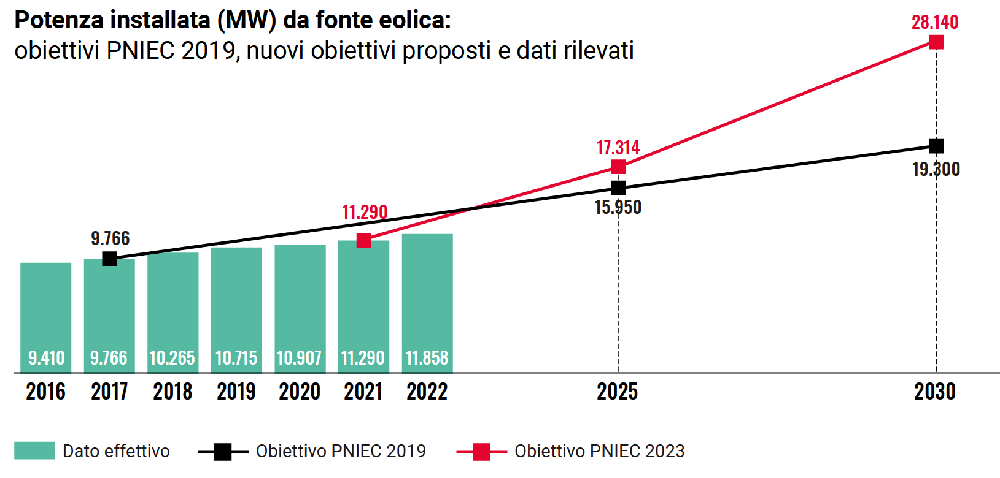 Potenza installata (MW) da fonte eolica:
obiettivi PNIEC 2019, nuovi obiettivi proposti e dati rilevati
28.140
17.314
19.300
11.290
15.950
9.766
9.410 9.766 10.265 10.715 10.907 11.290 11.858
2016 2017 2018 2019 2020 2021 2022 2025 2030
Dato effettivo Obiettivo PNIEC 2019 Obiettivo PNIEC 2023